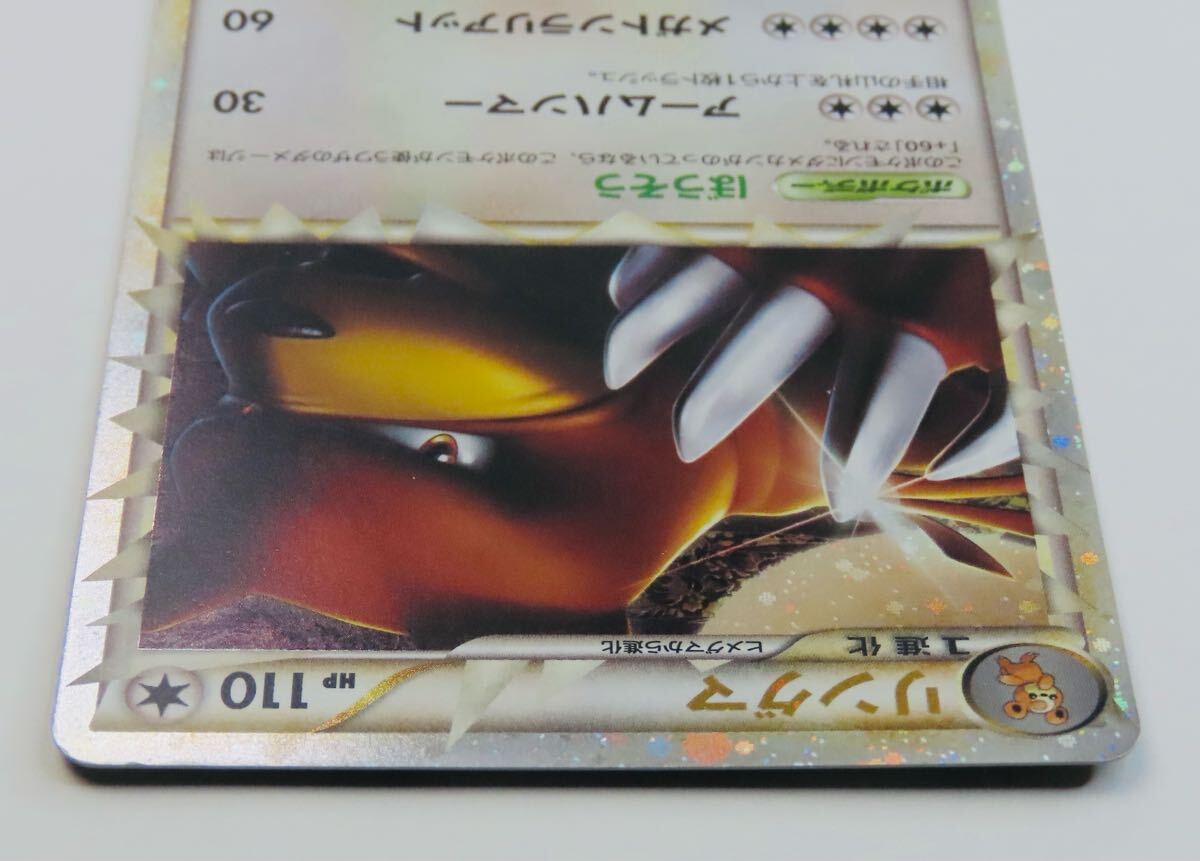 1進化 ヒメグマから進化
リングマ HP 110
ポケボディー ぼうそう
このポケモンにダメカンがのっているなら、このポケモンが使うワザのダメージは
「+60」される。
アームハンマー 30
相手の山札を上から1枚トラッシュ。
メガトンラリアット 60